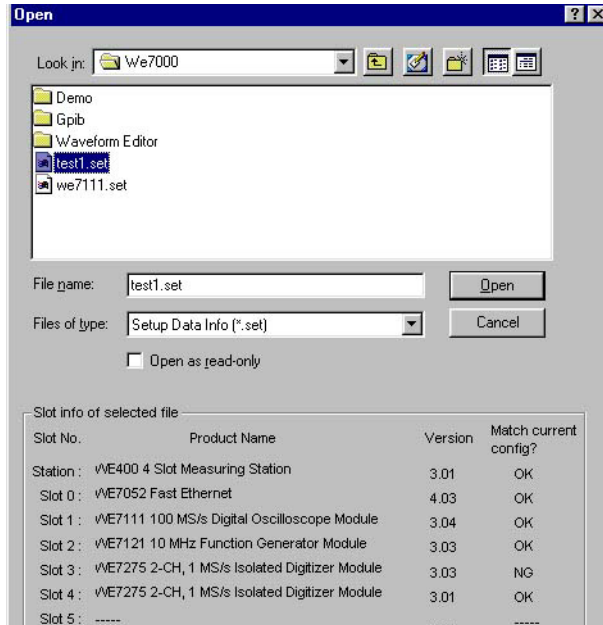 Open
Look in: We7000
Demo
Gpib
Waveform Editor
test1.set
we7111.set
File name: test1.set Open
Files of type: Setup Data Info (*.set) Cancel
Open as read-only
Slot info of selected file
Slot No. Product Name Version Match current config?
Station : WE400 4 Slot Measuring Station 3.01 OK
Slot 0 : WE7052 Fast Ethernet 4.03 OK
Slot 1 : WE7111 100 MS/s Digital Oscilloscope Module 3.04 OK
Slot 2 : WE7121 10 MHz Function Generator Module 3.03 OK
Slot 3 : WE7275 2-CH, 1 MS/s Isolated Digitizer Module 3.03 NG
Slot 4 : WE7275 2-CH, 1 MS/s Isolated Digitizer Module 3.01 OK
Slot 5 : ----- -----